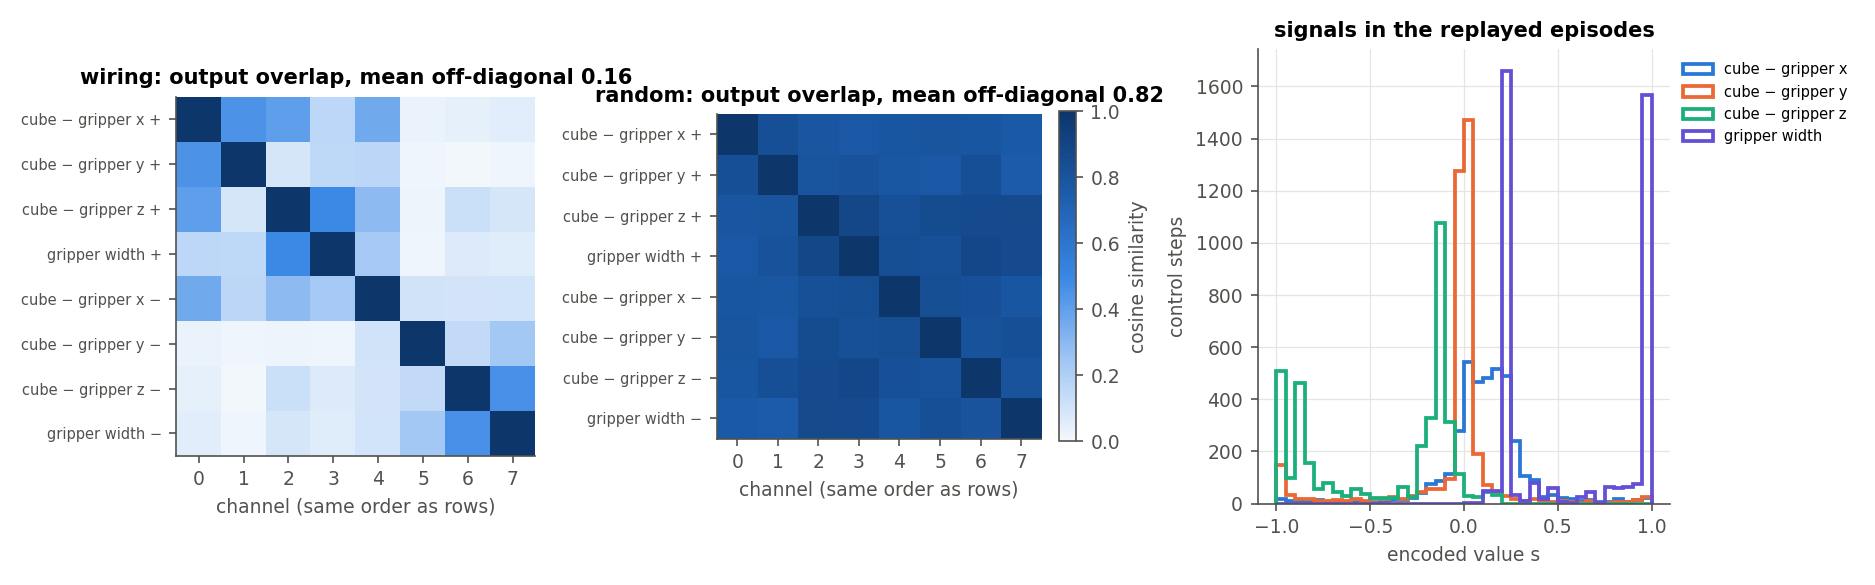 wiring: output overlap, mean off-diagonal 0.16
cube − gripper x +
cube − gripper y +
cube − gripper z +
gripper width +
cube − gripper x −
cube − gripper y −
cube − gripper z −
gripper width −
0 1 2 3 4 5 6 7
channel (same order as rows)
random: output overlap, mean off-diagonal 0.82
cube − gripper x +
cube − gripper y +
cube − gripper z +
gripper width +
cube − gripper x −
cube − gripper y −
cube − gripper z −
gripper width −
0 1 2 3 4 5 6 7
channel (same order as rows)
1.0
0.8
0.6
0.4
0.2
0.0
cosine similarity
signals in the replayed episodes
1600
1400
1200
1000
800
600
400
200
0
control steps
−1.0 −0.5 0.0 0.5 1.0
encoded value s
cube − gripper x
cube − gripper y
cube − gripper z
gripper width